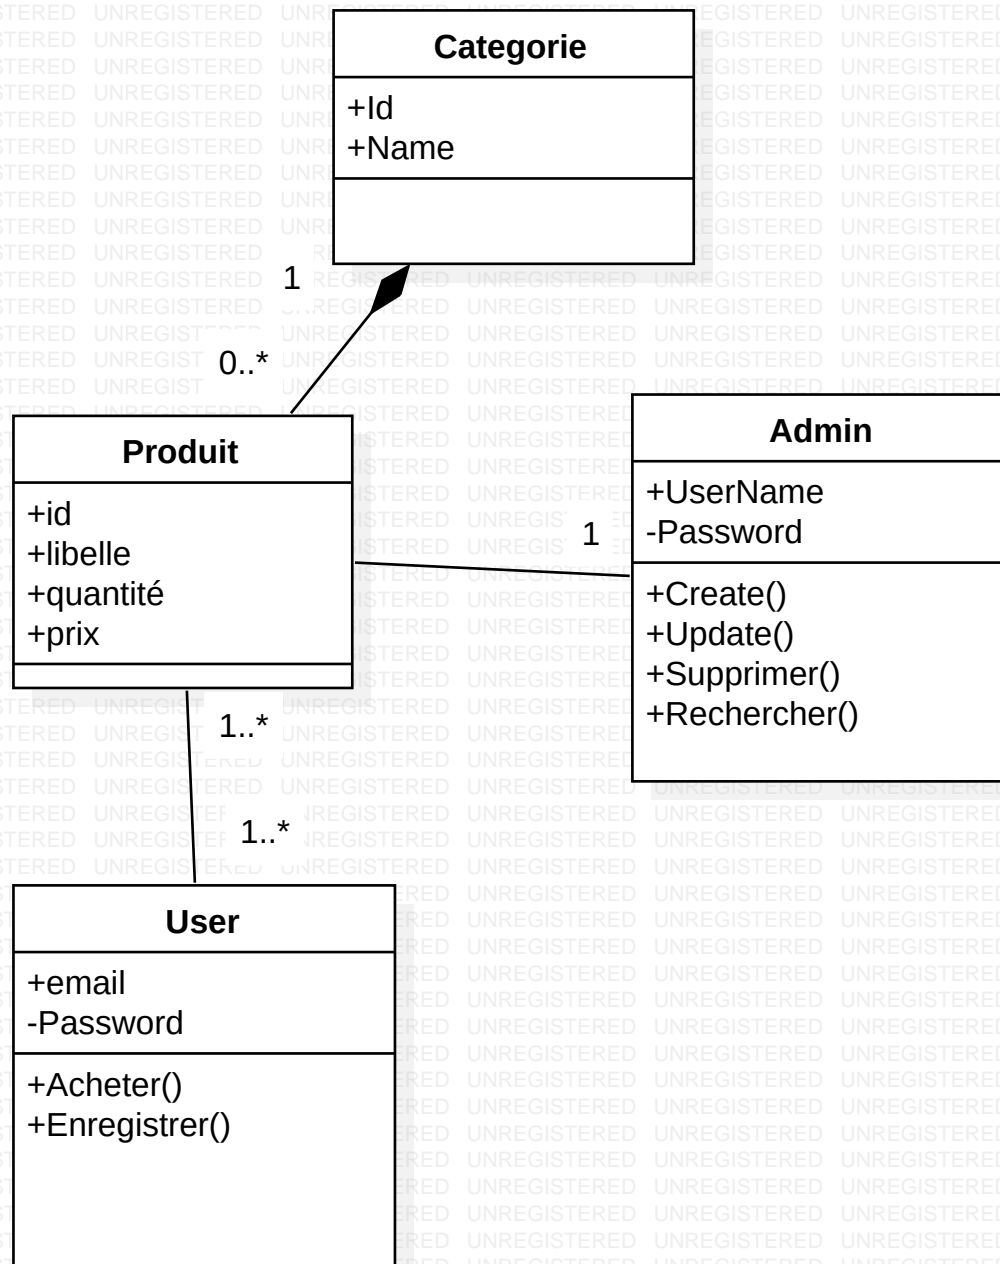 Categorie
+Id
+Name
1
0..*
Produit
+id
+libelle
+quantité
+prix
1
Admin
+UserName
-Password
+Create()
+Update()
+Supprimer()
+Rechercher()
1..*
1..*
User
+email
-Password
+Acheter()
+Enregistrer()
UNREGISTERED